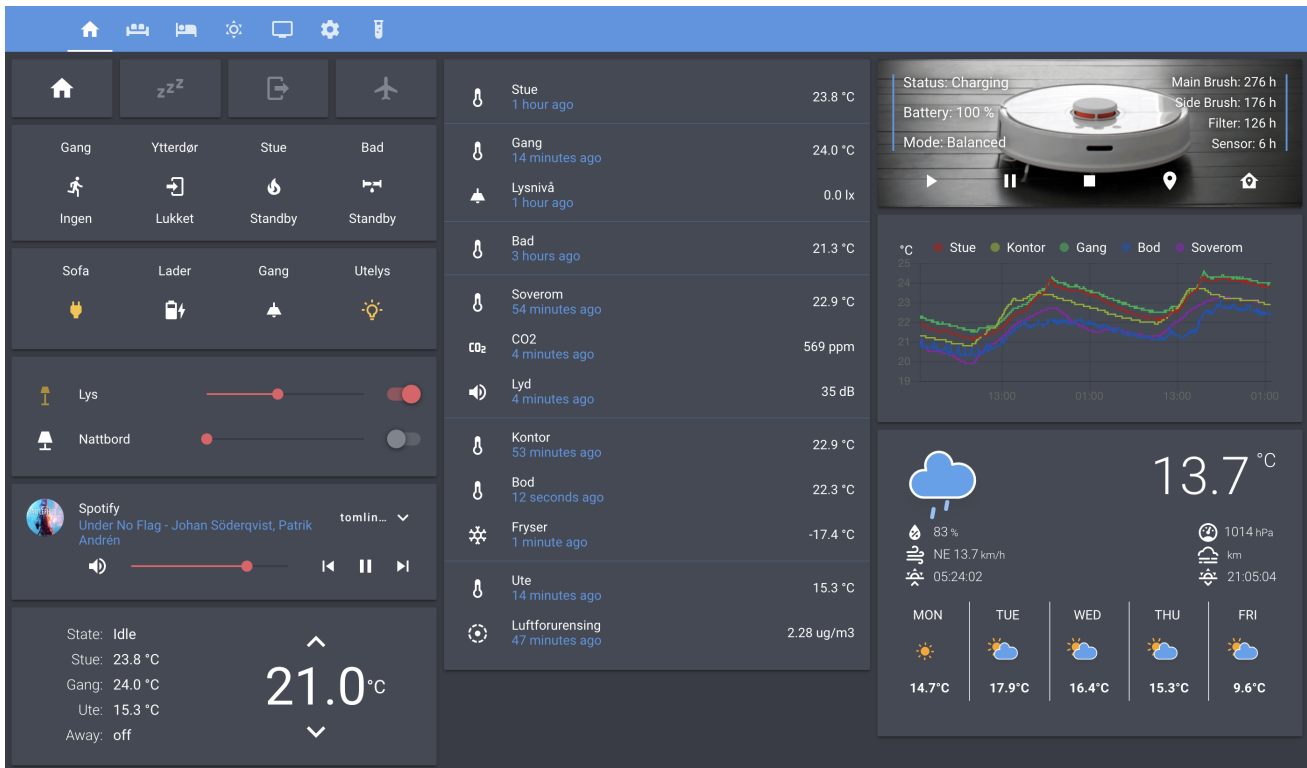 zzZ
Gang
Ytterdør
Stue
Bad
Ingen
Lukket
Standby
Standby
Sofa
Lader
Gang
Utelys
Lys
Nattbord
Spotify
Under No Flag - Johan Söderqvist, Patrik
Andrén
tomlin…
State: Idle
Stue: 23.8 °C
Gang: 24.0 °C
Ute: 15.3 °C
Away: off
21.0°C
Stue
1 hour ago
23.8 °C
Gang
14 minutes ago
24.0 °C
Lysnivå
1 hour ago
0.0 lx
Bad
3 hours ago
21.3 °C
Soverom
54 minutes ago
22.9 °C
CO2
CO2
4 minutes ago
569 ppm
Lyd
4 minutes ago
35 dB
Kontor
53 minutes ago
22.9 °C
Bod
12 seconds ago
22.3 °C
Fryser
1 minute ago
-17.4 °C
Ute
14 minutes ago
15.3 °C
Luftforurensing
47 minutes ago
2.28 ug/m3
Status: Charging
Battery: 100 %
Mode: Balanced
Main Brush: 276 h
Side Brush: 176 h
Filter: 126 h
Sensor: 6 h
°C
Stue
Kontor
Gang
Bod
Soverom
25
24
23
22
21
20
19
13:00
01:00
13:00
01:00
13.7 °C
83 %
NE 13.7 km/h
05:24:02
1014 hPa
km
21:05:04
MON
TUE
WED
THU
FRI
14.7°C
17.9°C
16.4°C
15.3°C
9.6°C